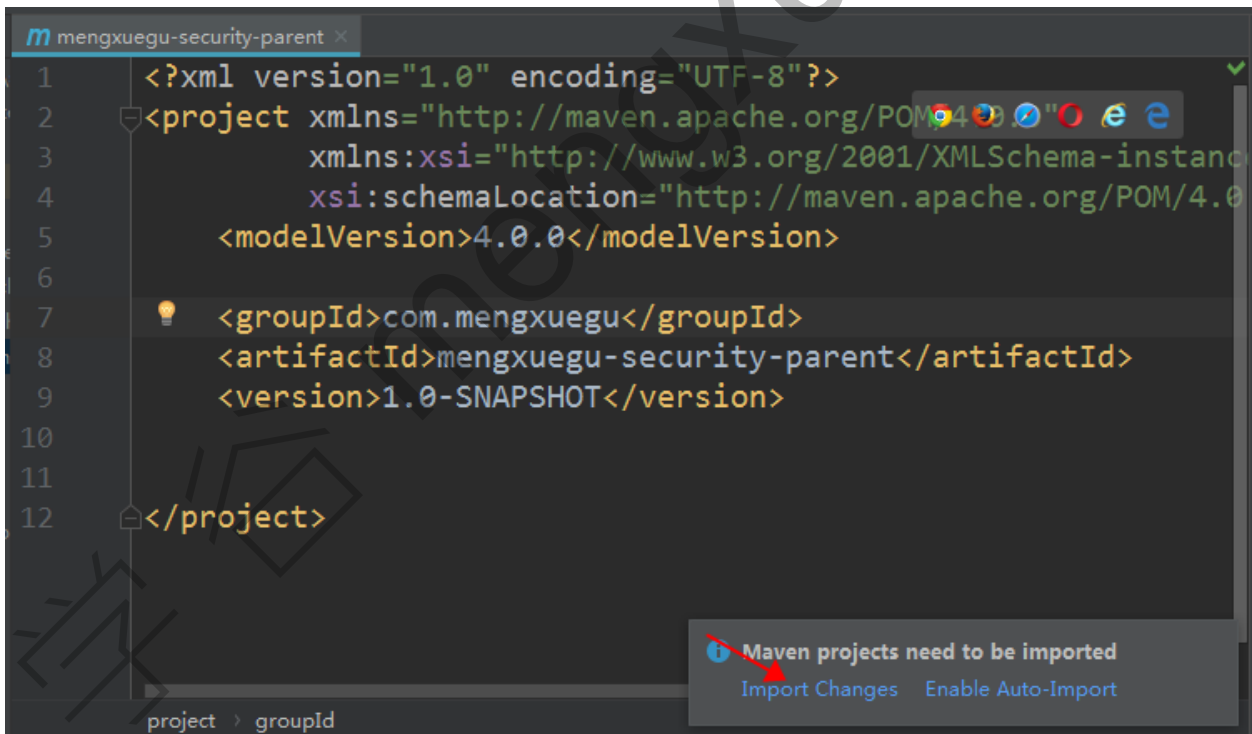 mengxuegu-security-parent
1 <?xml version="1.0" encoding="UTF-8"?>
2 <project xmlns="http://maven.apache.org/POM/4.0.0"
3 xmlns:xsi="http://www.w3.org/2001/XMLSchema-instanc
4 xsi:schemaLocation="http://maven.apache.org/POM/4.0
5 <modelVersion>4.0.0</modelVersion>
6
7 <groupId>com.mengxuegu</groupId>
8 <artifactId>mengxuegu-security-parent</artifactId>
9 <version>1.0-SNAPSHOT</version>
10
11
12 </project>
Maven projects need to be imported
Import Changes Enable Auto-Import
project › groupId
学谷 mengx